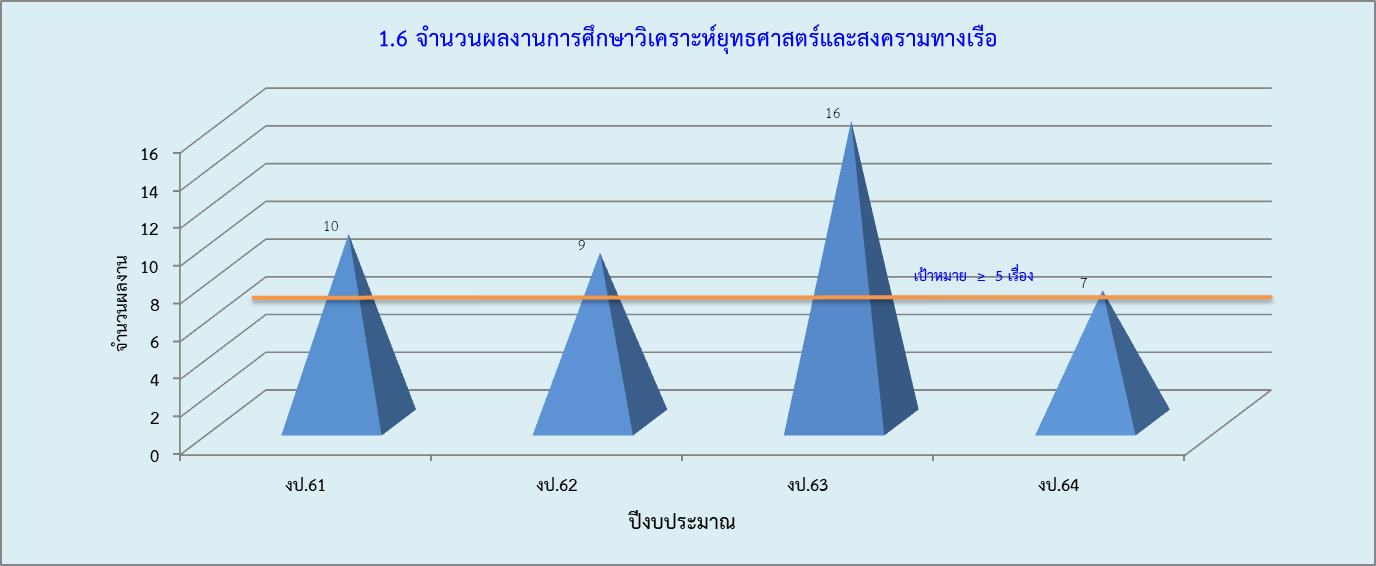 1.6 จำนวนผลงานการศึกษาวิเคราะห์ยุทธศาสตร์และสงครามทางเรือ
จำนวนผลงาน
16
14
12
10
8
6
4
2
0
10
9
16
7
เป้าหมาย ≥ 5 เรื่อง
งป.61
งป.62
งป.63
งป.64
ปีงบประมาณ